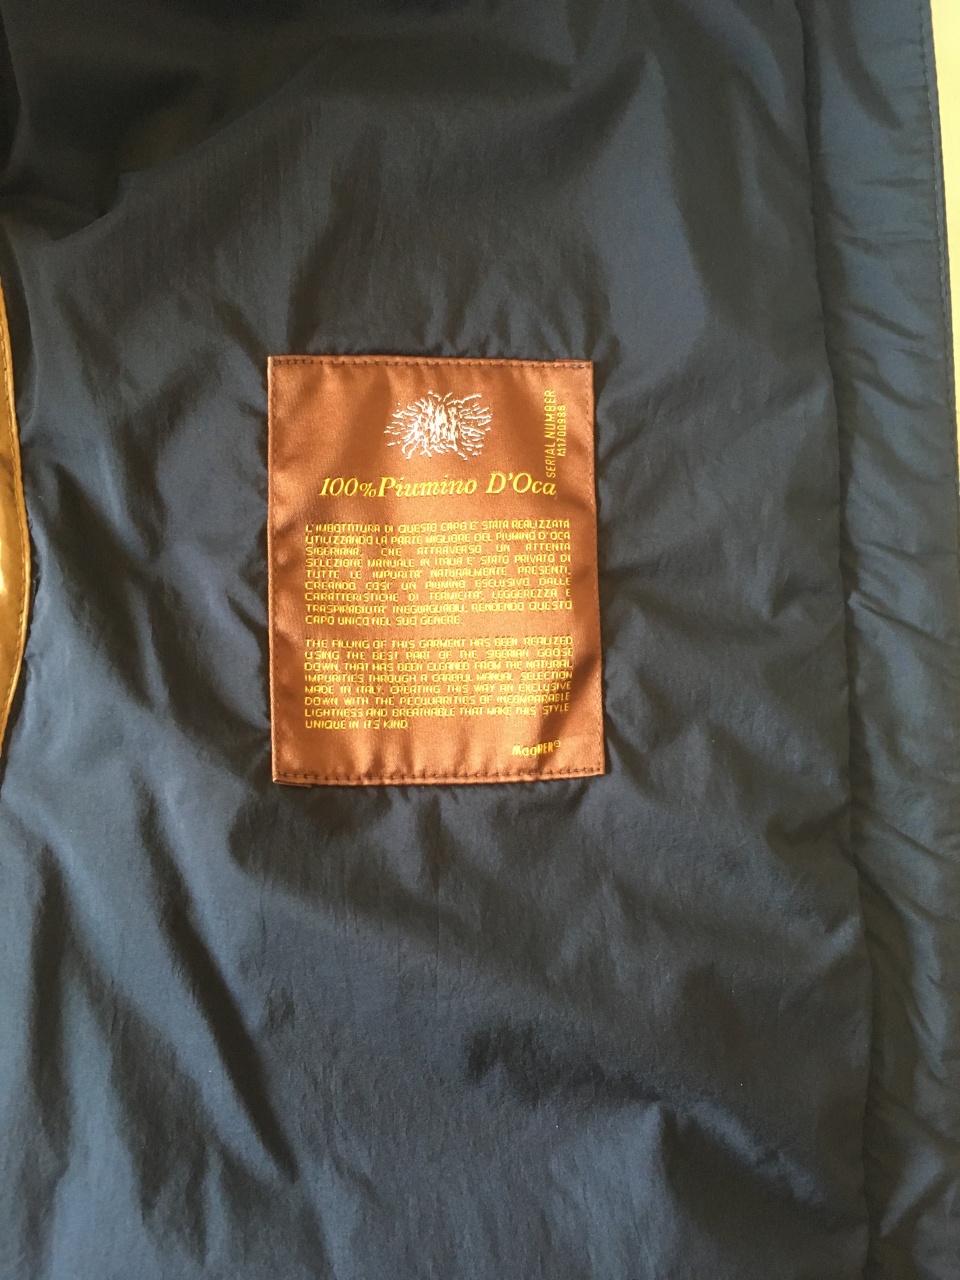 SERIAL NUMBER
M1700988
100% Piumino D'Oca
L'IMBOTTITURA DI QUESTO CAPO E' STATA REALIZZATA
UTILIZZANDO LA PARTE MIGLIORE DEL PIUMINO D'OCA
SIBERIANA, CHE ATTRAVERSO UN ATTENTA
SELEZIONE MANUALE IN ITALIA E' STATO PRIVATO DI
TUTTE LE IMPURITA' NATURALMENTE PRESENTI,
CREANDO COSI' UN PIUMINO ESCLUSIVO DALLE
CARATTERISTICHE DI TERMICITA', LEGGEREZZA E
TRASPIRABILITA' INEGUAGUABILI, RENDENDO QUESTO
CAPO UNICO NEL SUO GENERE.
THE FILLING OF THIS GARMENT HAS BEEN REALIZED
USING THE BEST PART OF THE SIBERIAN GOOSE
DOWN, THAT HAS BEEN CLEANED FROM THE NATURAL
IMPURITIES THROUGH A CAREFUL MANUAL SELECTION
MADE IN ITALY, CREATING THIS WAY AN EXCLUSIVE
DOWN WITH THE PECULIARITIES OF INCOMPARABLE
LIGHTNESS AND BREATHABLE THAT MAKE THIS STYLE
UNIQUE IN ITS KIND
MOORER®